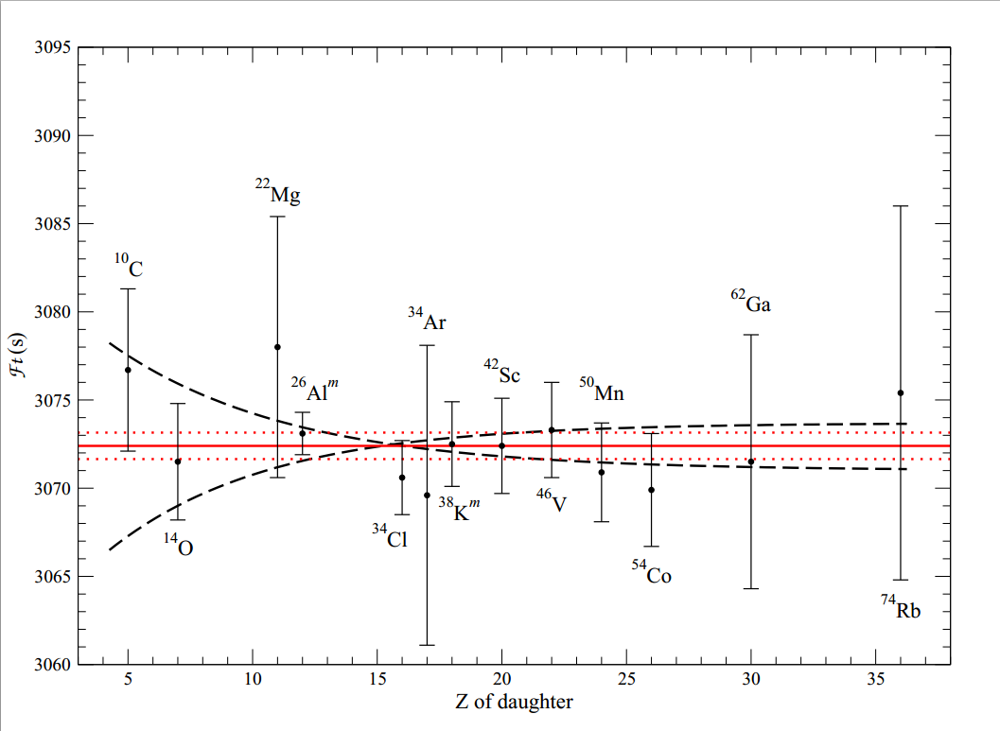 3095
3090
3085
3080
3075
3070
3065
3060
ℱt (s)
5
10
15
20
25
30
35
Z of daughter
¹⁰C
¹⁴O
²²Mg
²⁶Alᵐ
³⁴Cl
³⁴Ar
³⁸Kᵐ
⁴²Sc
⁴⁶V
⁵⁰Mn
⁵⁴Co
⁶²Ga
⁷⁴Rb